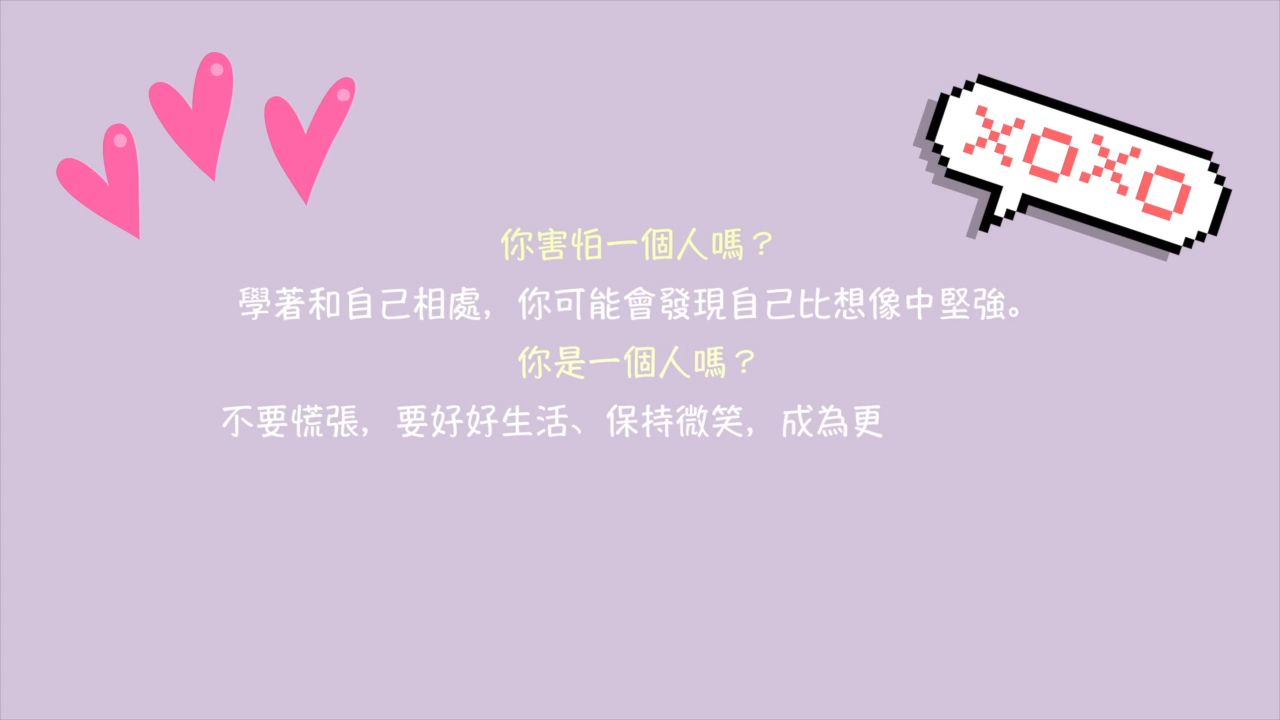 XOXO
你害怕一個人嗎？
學著和自己相處，你可能會發現自己比想像中堅強。
你是一個人嗎？
不要慌張，要好好生活、保持微笑，成為更